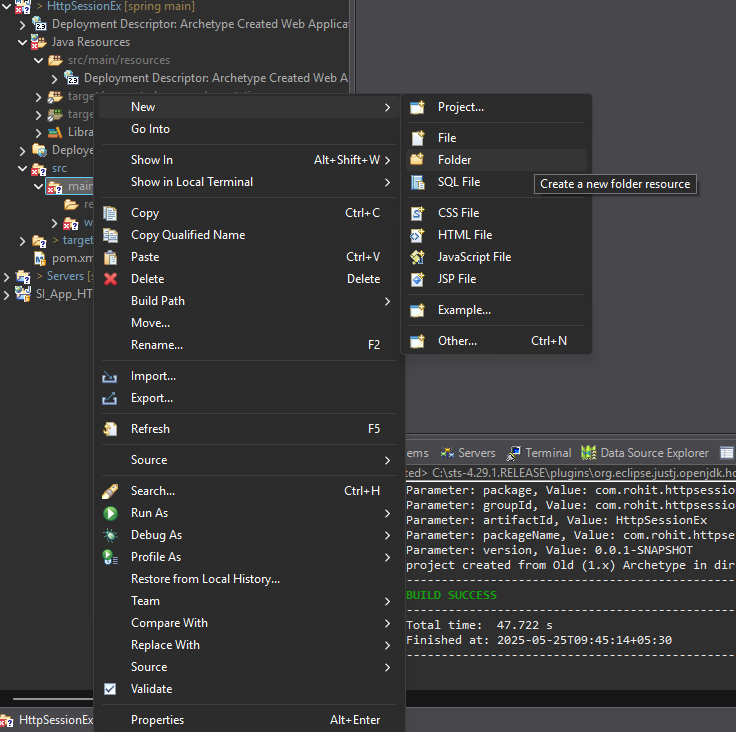 > HttpSessionEx [spring main]
Deployment Descriptor: Archetype Created Web Applica
Java Resources
src/main/resources
Deployment Descriptor: Archetype Created Web A
Libra
Deploye
src
main
re
w
> target
pom.xm
> Servers [s
SI_App_HT
New
Go Into
Show In Alt+Shift+W
Show in Local Terminal
Copy Ctrl+C
Copy Qualified Name
Paste Ctrl+V
Delete Delete
Build Path
Move...
Rename... F2
Import...
Export...
Refresh F5
Source
Search... Ctrl+H
Run As
Debug As
Profile As
Restore from Local History...
Team
Compare With
Replace With
Source
Validate
Properties Alt+Enter
Project...
File
Folder
SQL File
CSS File
HTML File
JavaScript File
JSP File
Example...
Other... Ctrl+N
Create a new folder resource
ems Servers Terminal Data Source Explorer
ted> C:\sts-4.29.1.RELEASE\plugins\org.eclipse.justj.openjdk.ho
Parameter: package, Value: com.rohit.httpsessio
Parameter: groupId, Value: com.rohit.httpsessio
Parameter: artifactId, Value: HttpSessionEx
Parameter: packageName, Value: com.rohit.httpse
Parameter: version, Value: 0.0.1-SNAPSHOT
project created from Old (1.x) Archetype in dir
------------------------------------------------
BUILD SUCCESS
------------------------------------------------
Total time:  47.722 s
Finished at: 2025-05-25T09:45:14+05:30
------------------------------------------------
HttpSessionEx